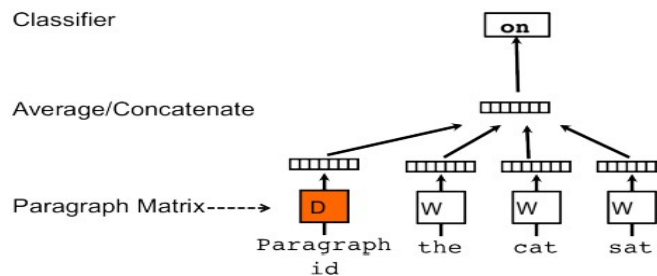 Classifier
on
Average/Concatenate
Paragraph Matrix
D
W
W
W
Paragraph
id
the
cat
sat